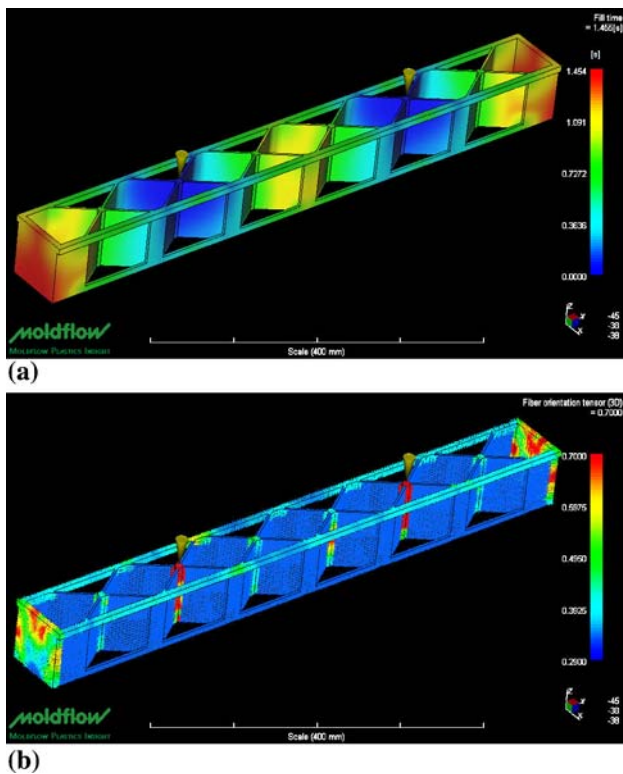 Fill time
= 1.455[s]
[s]
1.454
1.091
0.7272
0.3636
0.0000
Z
Y
X
-45
-38
-38
moldflow
MOLDFLOW PLASTICS INSIGHT
Scale (400 mm)
(a)
Fiber orientation tensor (3D)
= 0.7000
0.7000
0.5975
0.4950
0.3925
0.2900
Z
X
-45
-38
-38
moldflow
MOLDFLOW PLASTICS INSIGHT
Scale (400 mm)
(b)